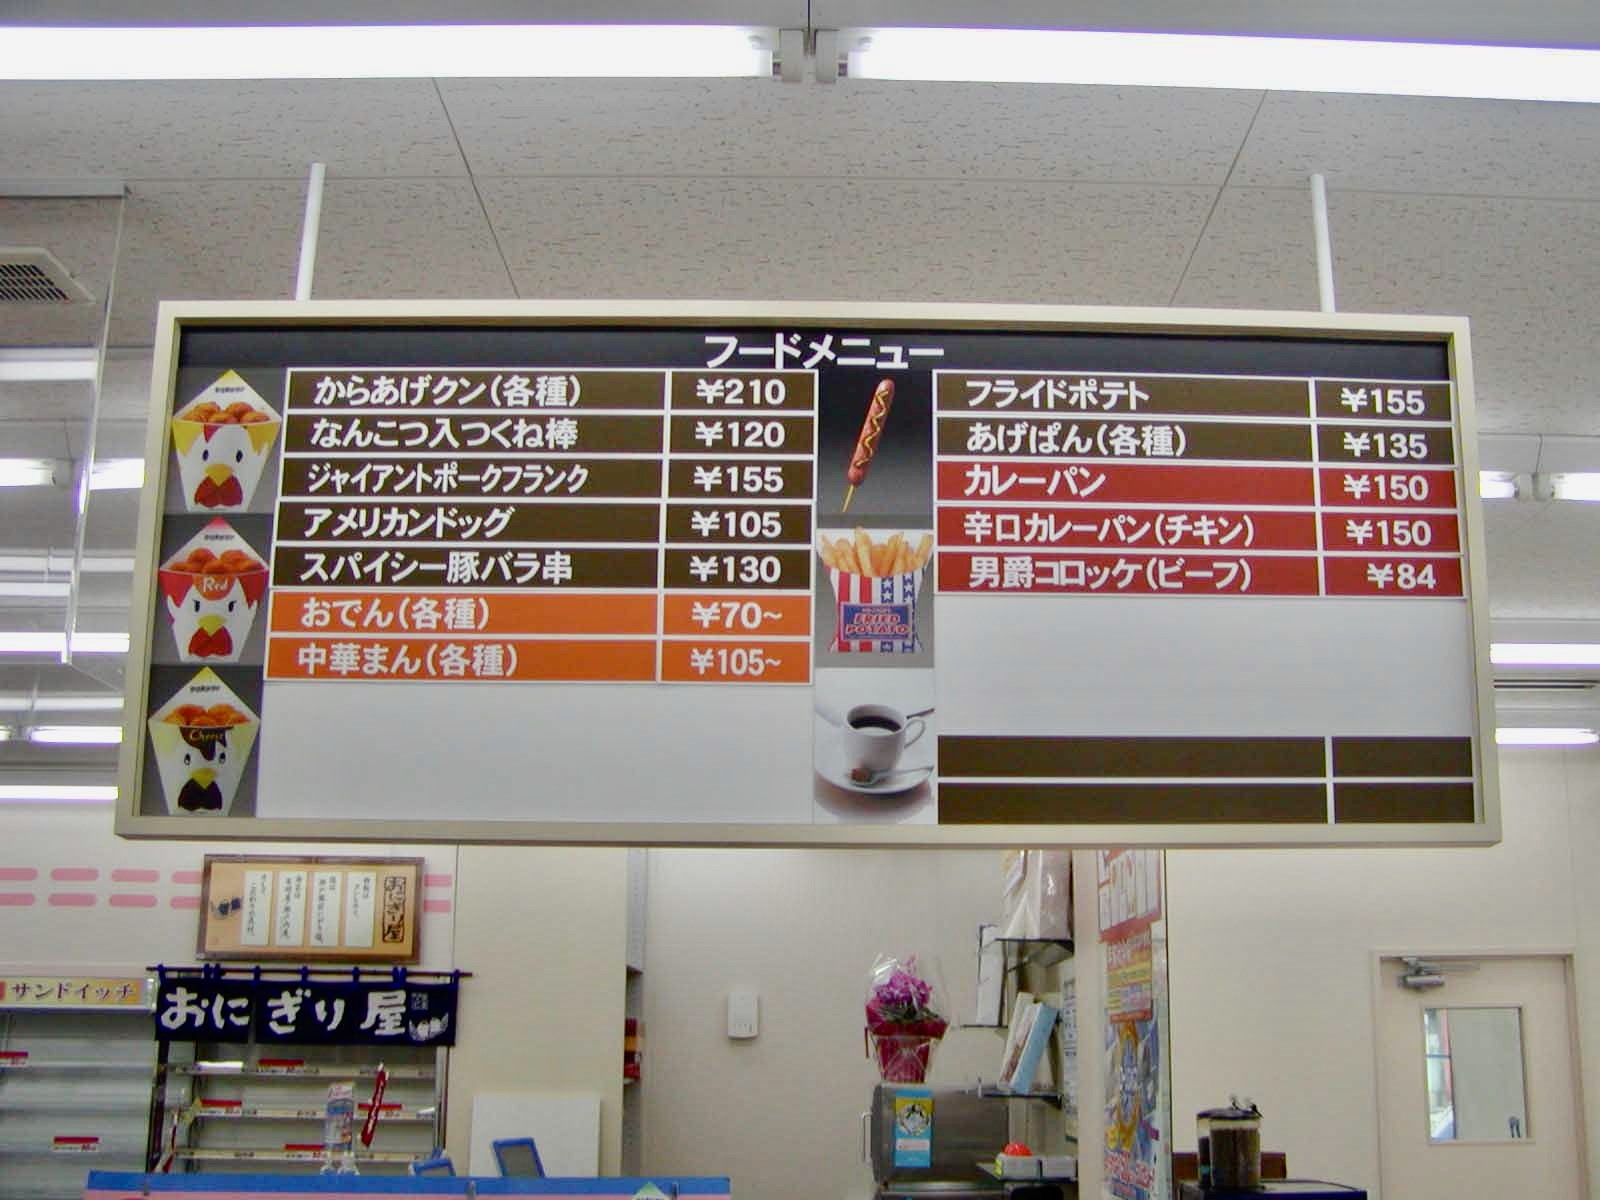 フードメニュー
からあげクン(各種) ¥210
なんこつ入つくね棒 ¥120
ジャイアントポークフランク ¥155
アメリカンドッグ ¥105
スパイシー豚バラ串 ¥130
おでん(各種) ¥70~
中華まん(各種) ¥105~
フライドポテト ¥155
あげぱん(各種) ¥135
カレーパン ¥150
辛口カレーパン(チキン) ¥150
男爵コロッケ(ビーフ) ¥84
Red
Cheese
FRIED
POTATO
おにぎり屋
サンドイッチ
おにぎり屋